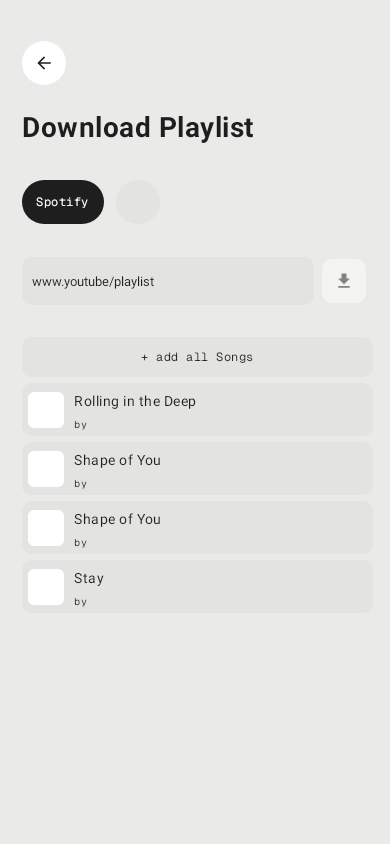 Download Playlist
Spotify
www.youtube/playlist
+ add all Songs
Rolling in the Deep
by
Shape of You
by
Shape of You
by
Stay
by